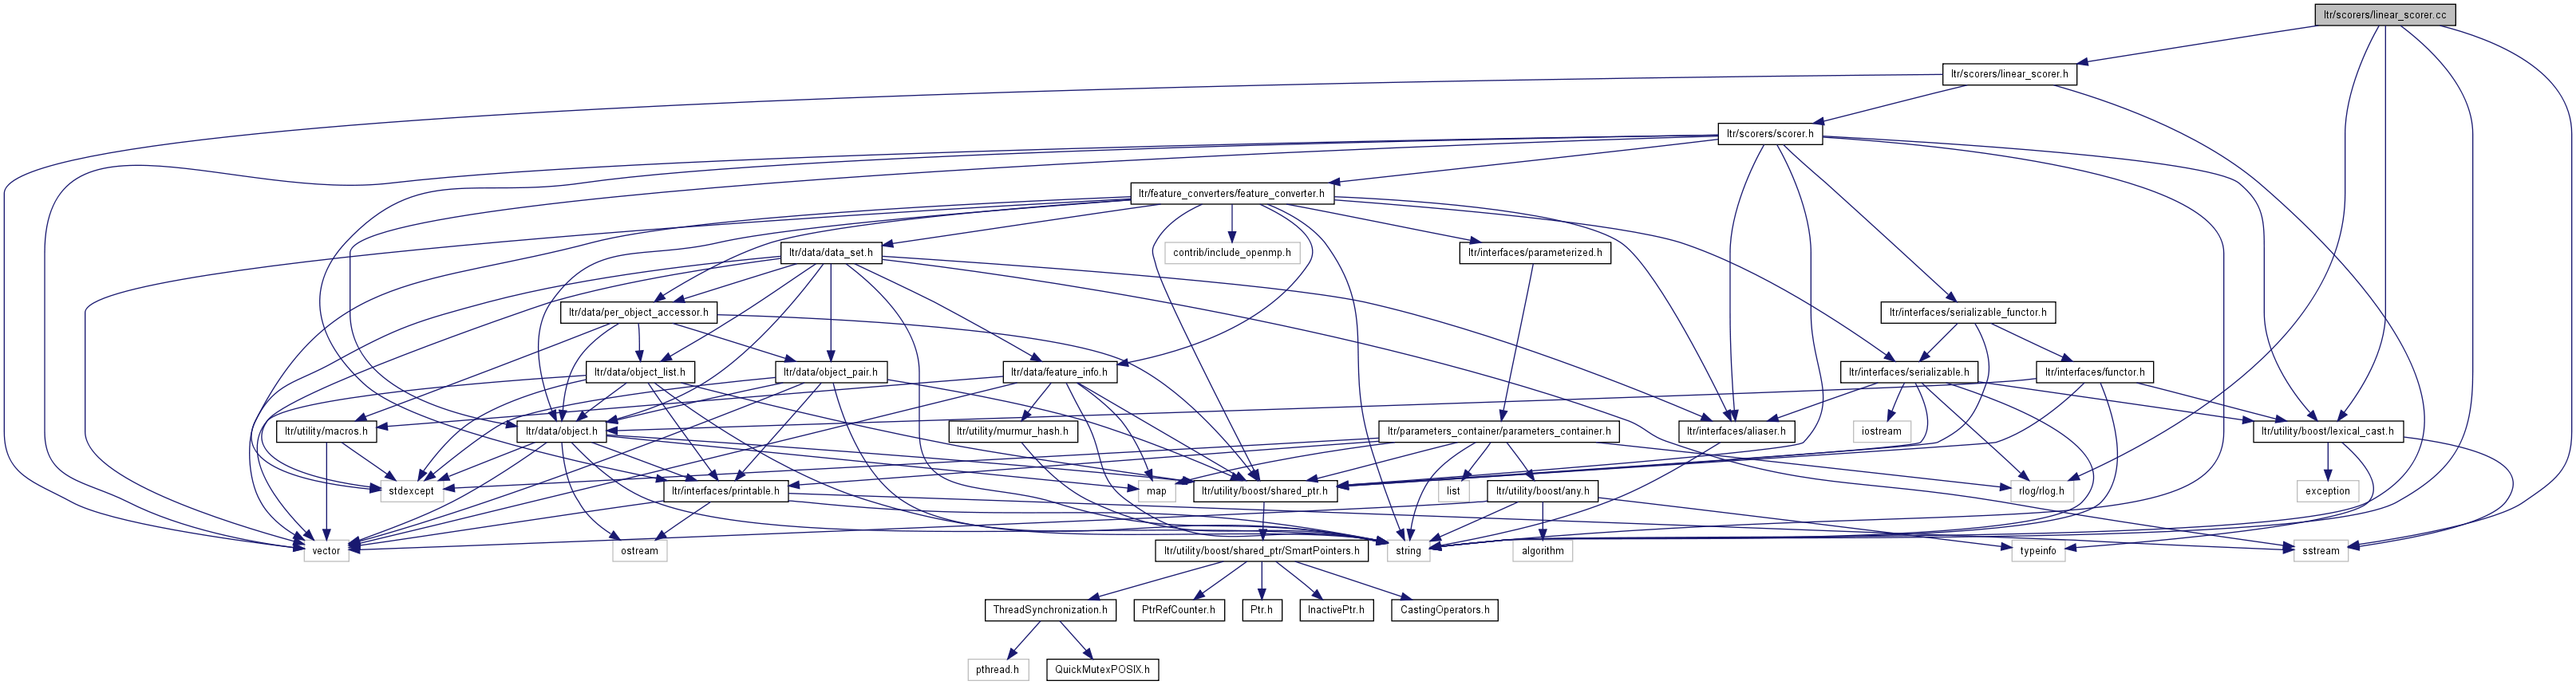 ltr/scorers/linear_scorer.cc
ltr/scorers/linear_scorer.h
ltr/scorers/scorer.h
ltr/feature_converters/feature_converter.h
ltr/data/data_set.h
contrib/include_openmp.h
ltr/interfaces/parameterized.h
ltr/data/per_object_accessor.h
ltr/interfaces/serializable_functor.h
ltr/data/object_list.h
ltr/data/object_pair.h
ltr/data/feature_info.h
ltr/interfaces/serializable.h
ltr/interfaces/functor.h
ltr/utility/macros.h
ltr/data/object.h
ltr/utility/murmur_hash.h
ltr/parameters_container/parameters_container.h
ltr/interfaces/aliaser.h
iostream
ltr/utility/boost/lexical_cast.h
stdexcept
ltr/interfaces/printable.h
map
ltr/utility/boost/shared_ptr.h
list
ltr/utility/boost/any.h
rlog/rlog.h
exception
vector
ostream
ltr/utility/boost/shared_ptr/SmartPointers.h
string
algorithm
typeinfo
sstream
ThreadSynchronization.h
PtrRefCounter.h
Ptr.h
InactivePtr.h
CastingOperators.h
pthread.h
QuickMutexPOSIX.h